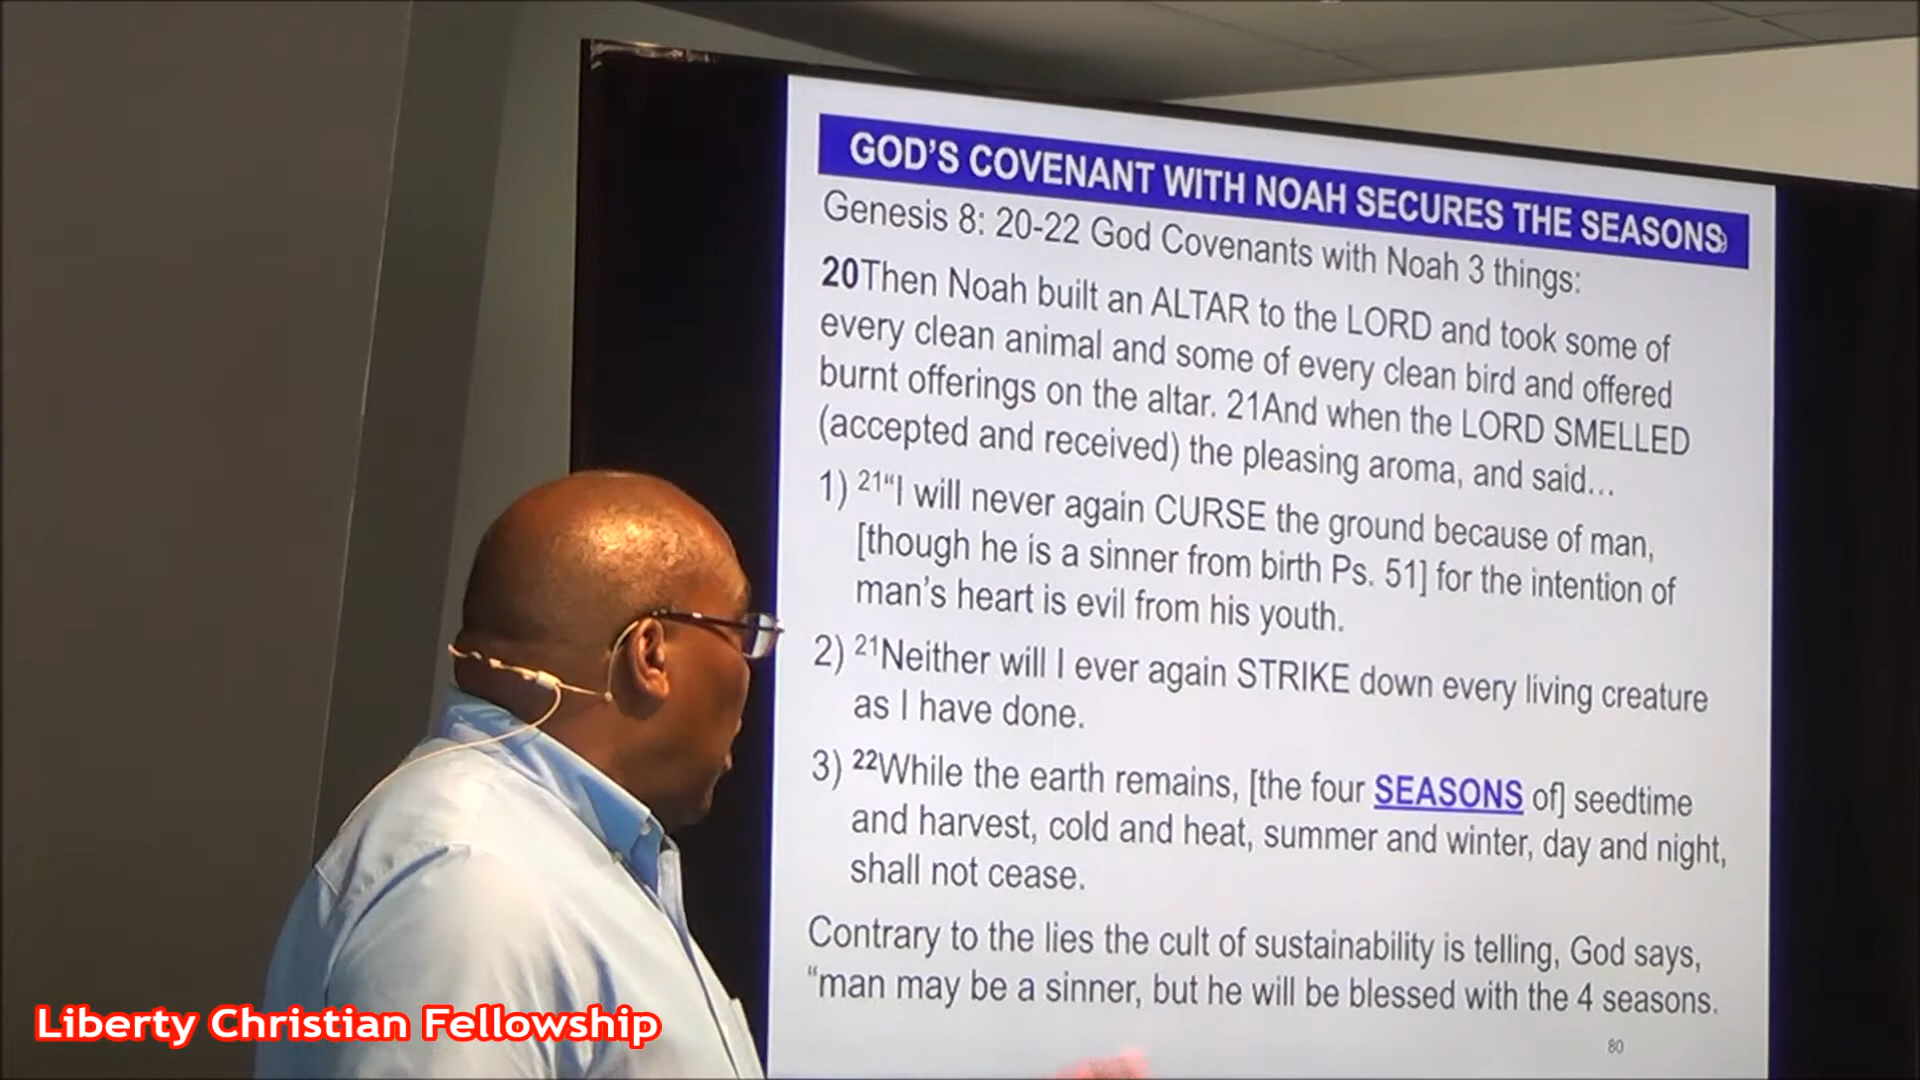 GOD'S COVENANT WITH NOAH SECURES THE SEASONS
Genesis 8: 20-22 God Covenants with Noah 3 things:
20Then Noah built an ALTAR to the LORD and took some of
every clean animal and some of every clean bird and offered
burnt offerings on the altar. 21And when the LORD SMELLED
(accepted and received) the pleasing aroma, and said…
1) 21“I will never again CURSE the ground because of man,
[though he is a sinner from birth Ps. 51] for the intention of
man's heart is evil from his youth.
2) 21Neither will I ever again STRIKE down every living creature
as I have done.
3) 22While the earth remains, [the four SEASONS of] seedtime
and harvest, cold and heat, summer and winter, day and night,
shall not cease.
Contrary to the lies the cult of sustainability is telling, God says,
“man may be a sinner, but he will be blessed with the 4 seasons.
80
Liberty Christian Fellowship